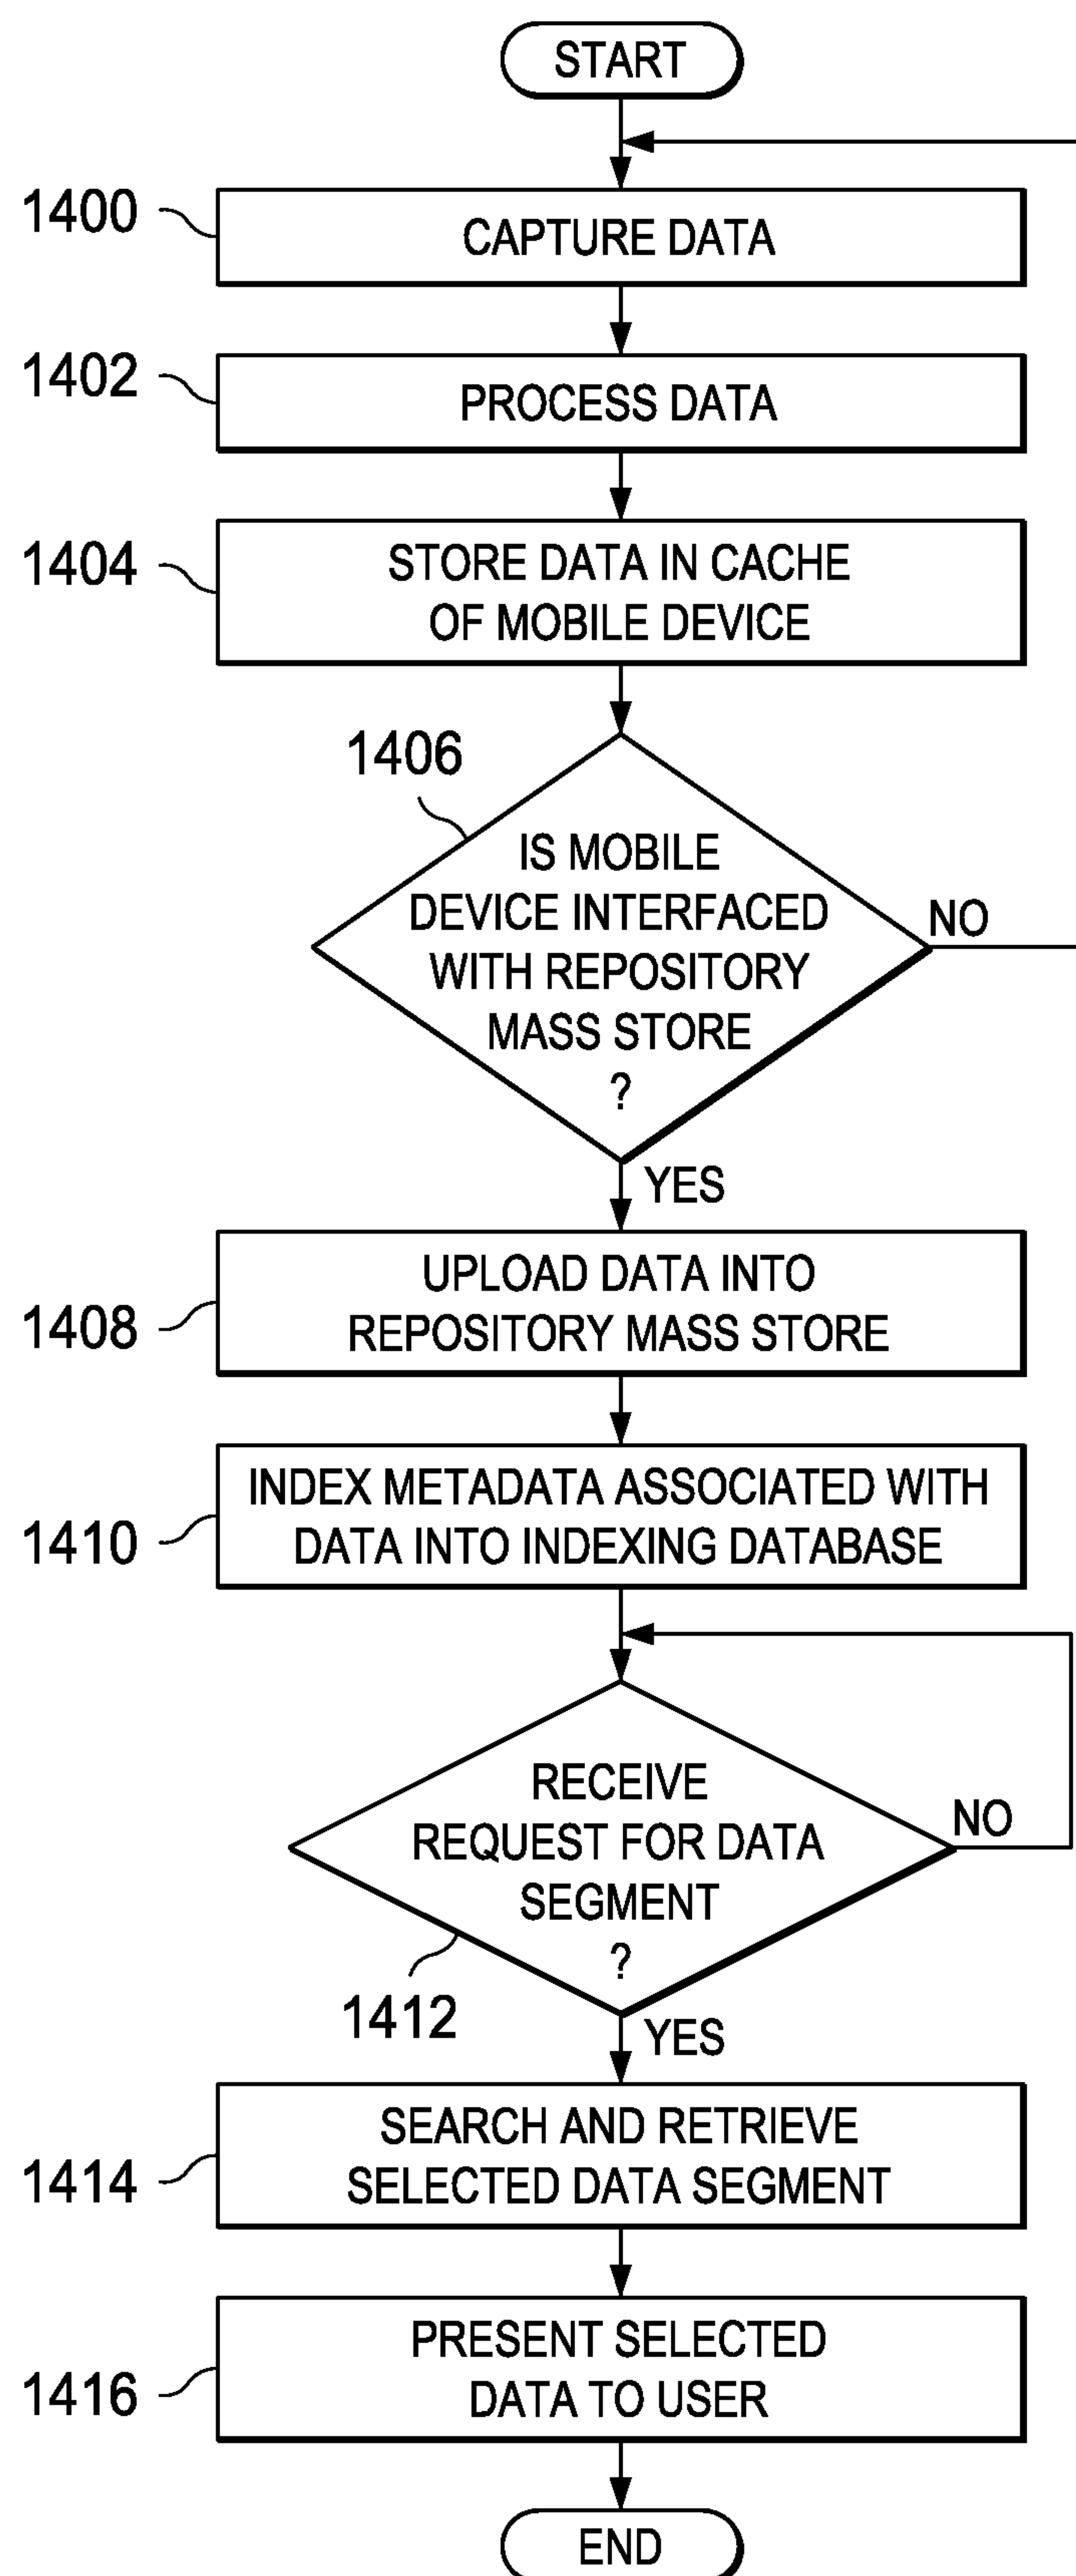 START
1400
CAPTURE DATA
1402
PROCESS DATA
1404
STORE DATA IN CACHE
OF MOBILE DEVICE
1406
IS MOBILE
DEVICE INTERFACED
WITH REPOSITORY
MASS STORE
?
NO
YES
1408
UPLOAD DATA INTO
REPOSITORY MASS STORE
1410
INDEX METADATA ASSOCIATED WITH
DATA INTO INDEXING DATABASE
RECEIVE
REQUEST FOR DATA
SEGMENT
?
NO
1412
YES
1414
SEARCH AND RETRIEVE
SELECTED DATA SEGMENT
1416
PRESENT SELECTED
DATA TO USER
END